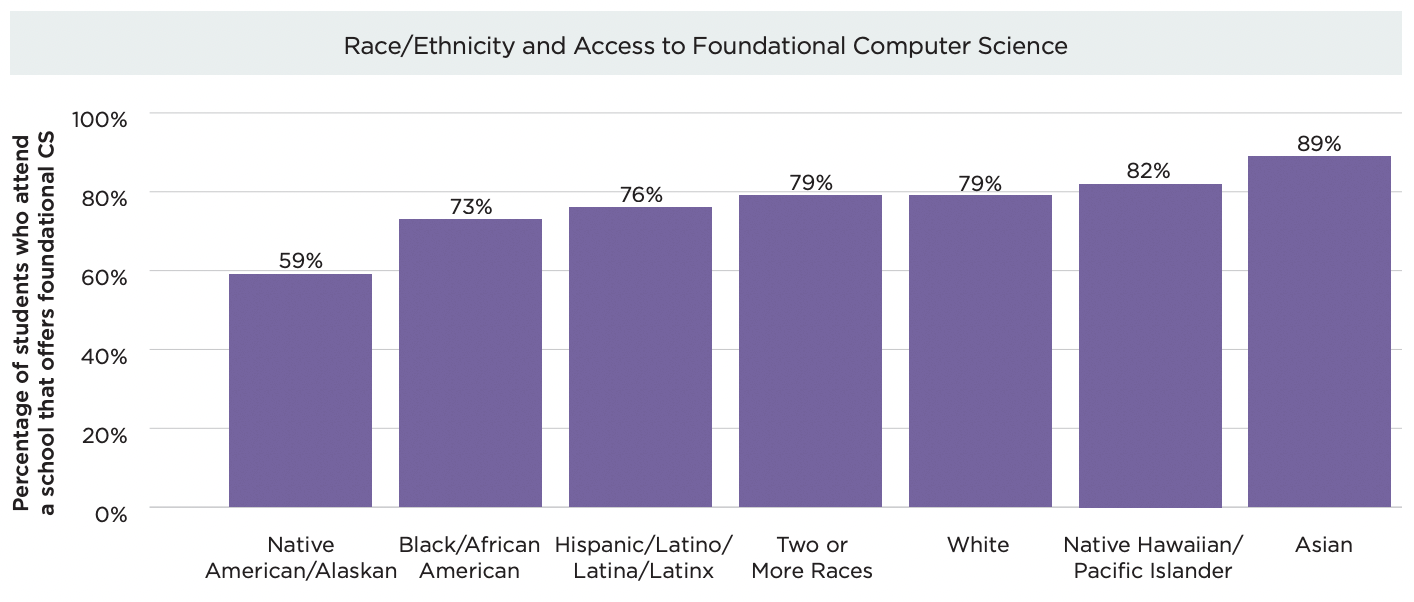 Race/Ethnicity and Access to Foundational Computer Science
Percentage of students who attend
a school that offers foundational CS
100%
80%
60%
40%
20%
0%
59%
73%
76%
79%
79%
82%
89%
Native
American/Alaskan
Black/African
American
Hispanic/Latino/
Latina/Latinx
Two or
More Races
White
Native Hawaiian/
Pacific Islander
Asian